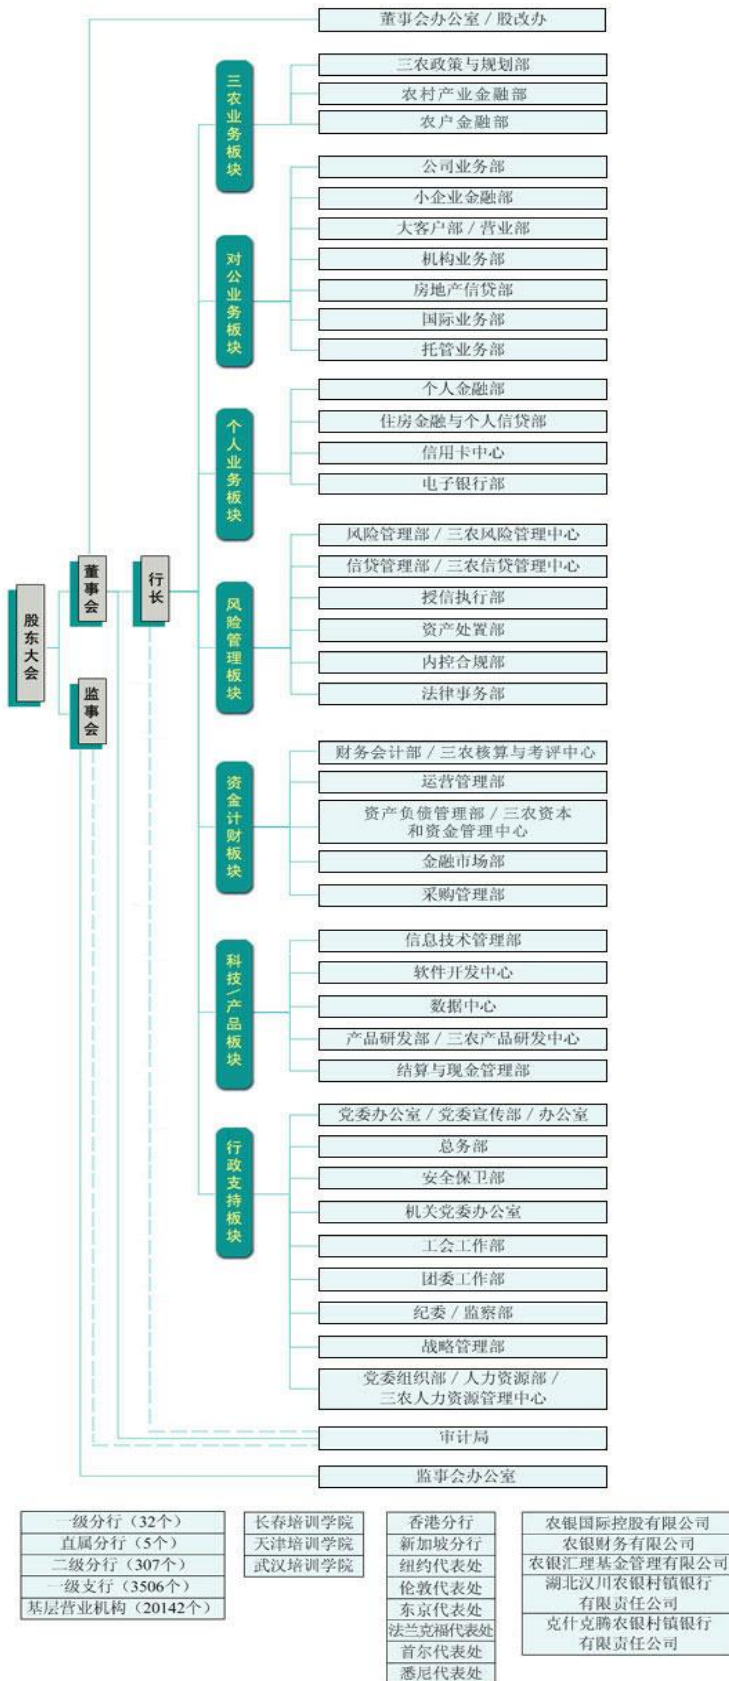 董事会办公室 / 股改办
三农业务板块
三农政策与规划部
农村产业金融部
农户金融部
对公业务板块
公司业务部
小企业金融部
大客户部 / 营业部
机构业务部
房地产信贷部
国际业务部
托管业务部
个人业务板块
个人金融部
住房金融与个人信贷部
信用卡中心
电子银行部
股东大会
董事会
监事会
行长
风险管理板块
风险管理部 / 三农风险管理中心
信贷管理部 / 三农信贷管理中心
授信执行部
资产处置部
内控合规部
法律事务部
资金计财板块
财务会计部 / 三农核算与考评中心
运营管理部
资产负债管理部 / 三农资本
和资金管理中心
金融市场部
采购管理部
科技/产品板块
信息技术管理部
软件开发中心
数据中心
产品研发部 / 三农产品研发中心
结算与现金管理部
行政支持板块
党委办公室 / 党委宣传部 / 办公室
总务部
安全保卫部
机关党委办公室
工会工作部
团委工作部
纪委 / 监察部
战略管理部
党委组织部 / 人力资源部 /
三农人力资源管理中心
审计局
监事会办公室
一级分行（32个）
直属分行（5个）
二级分行（307个）
一级支行（3506个）
基层营业机构（20142个）
长春培训学院
天津培训学院
武汉培训学院
香港分行
新加坡分行
纽约代表处
伦敦代表处
东京代表处
法兰克福代表处
首尔代表处
悉尼代表处
农银国际控股有限公司
农银财务有限公司
农银汇理基金管理有限公司
湖北汉川农银村镇银行
有限责任公司
克什克腾农银村镇银行
有限责任公司